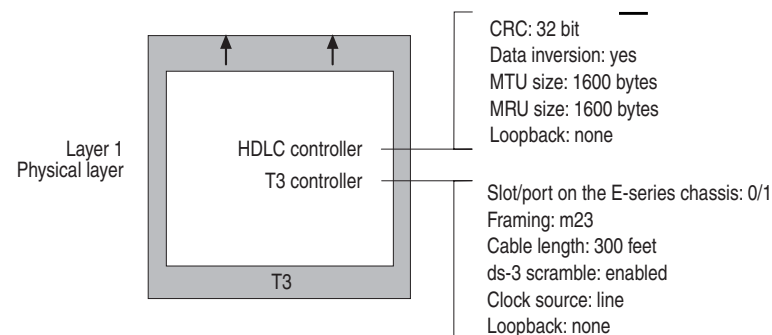 CRC: 32 bit
Data inversion: yes
MTU size: 1600 bytes
MRU size: 1600 bytes
Loopback: none
Layer 1
Physical layer
HDLC controller
T3 controller
T3
Slot/port on the E-series chassis: 0/1
Framing: m23
Cable length: 300 feet
ds-3 scramble: enabled
Clock source: line
Loopback: none